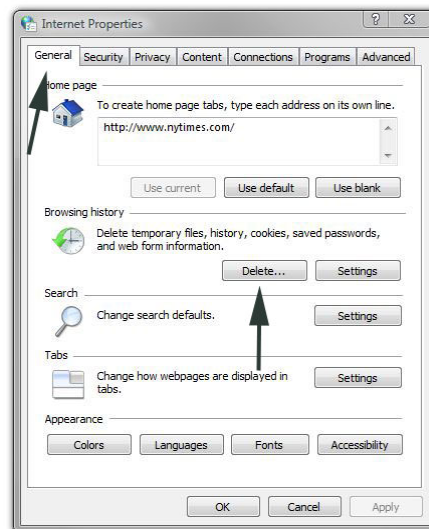 Internet Properties
General Security Privacy Content Connections Programs Advanced
Home page
To create home page tabs, type each address on its own line.
http://www.nytimes.com/
Use current Use default Use blank
Browsing history
Delete temporary files, history, cookies, saved passwords,
and web form information.
Delete... Settings
Search
Change search defaults. Settings
Tabs
Change how webpages are displayed in
tabs.
Settings
Appearance
Colors Languages Fonts Accessibility
OK Cancel Apply